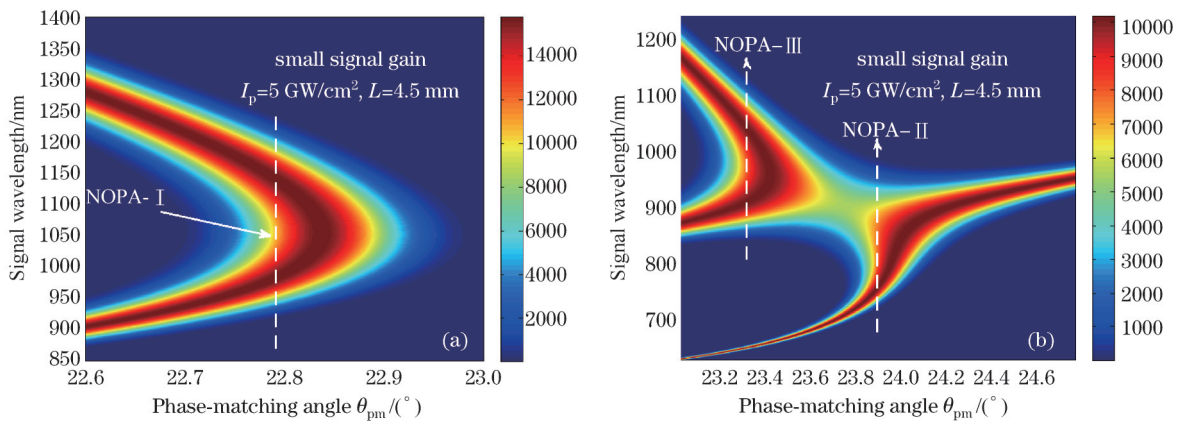 1400
1350
1300
1250
1200
1150
1100
1050
1000
950
900
850
Signal wavelength/nm
small signal gain
Iₚ=5 GW/cm², L=4.5 mm
NOPA-Ⅰ
(a)
22.6 22.7 22.8 22.9 23.0
Phase-matching angle θpm/(°)
14000
12000
10000
8000
6000
4000
2000
1200
1100
1000
900
800
700
Signal wavelength/nm
NOPA-Ⅲ
small signal gain
Iₚ=5 GW/cm², L=4.5 mm
NOPA-Ⅱ
(b)
23.2 23.4 23.6 23.8 24.0 24.2 24.4 24.6
Phase-matching angle θpm/(°)
10000
9000
8000
7000
6000
5000
4000
3000
2000
1000